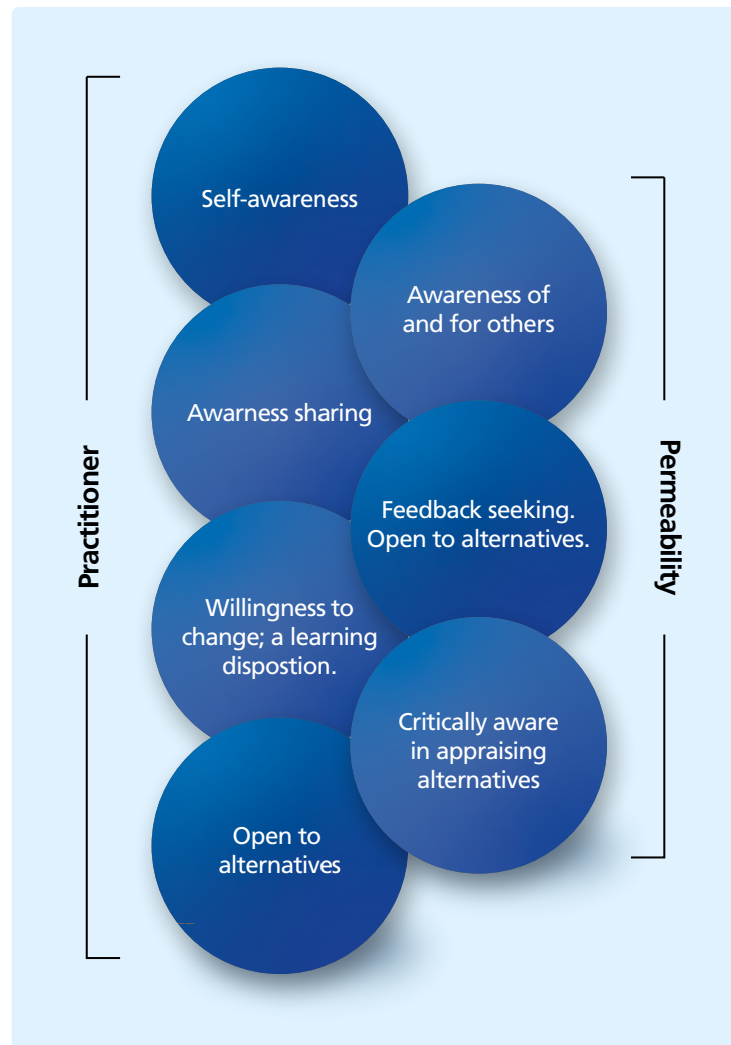 Practitioner
Self-awareness
Awareness of
and for others
Awarness sharing
Feedback seeking.
Open to alternatives.
Willingness to
change; a learning
dispostion.
Critically aware
in appraising
alternatives
Open to
alternatives
Permeability